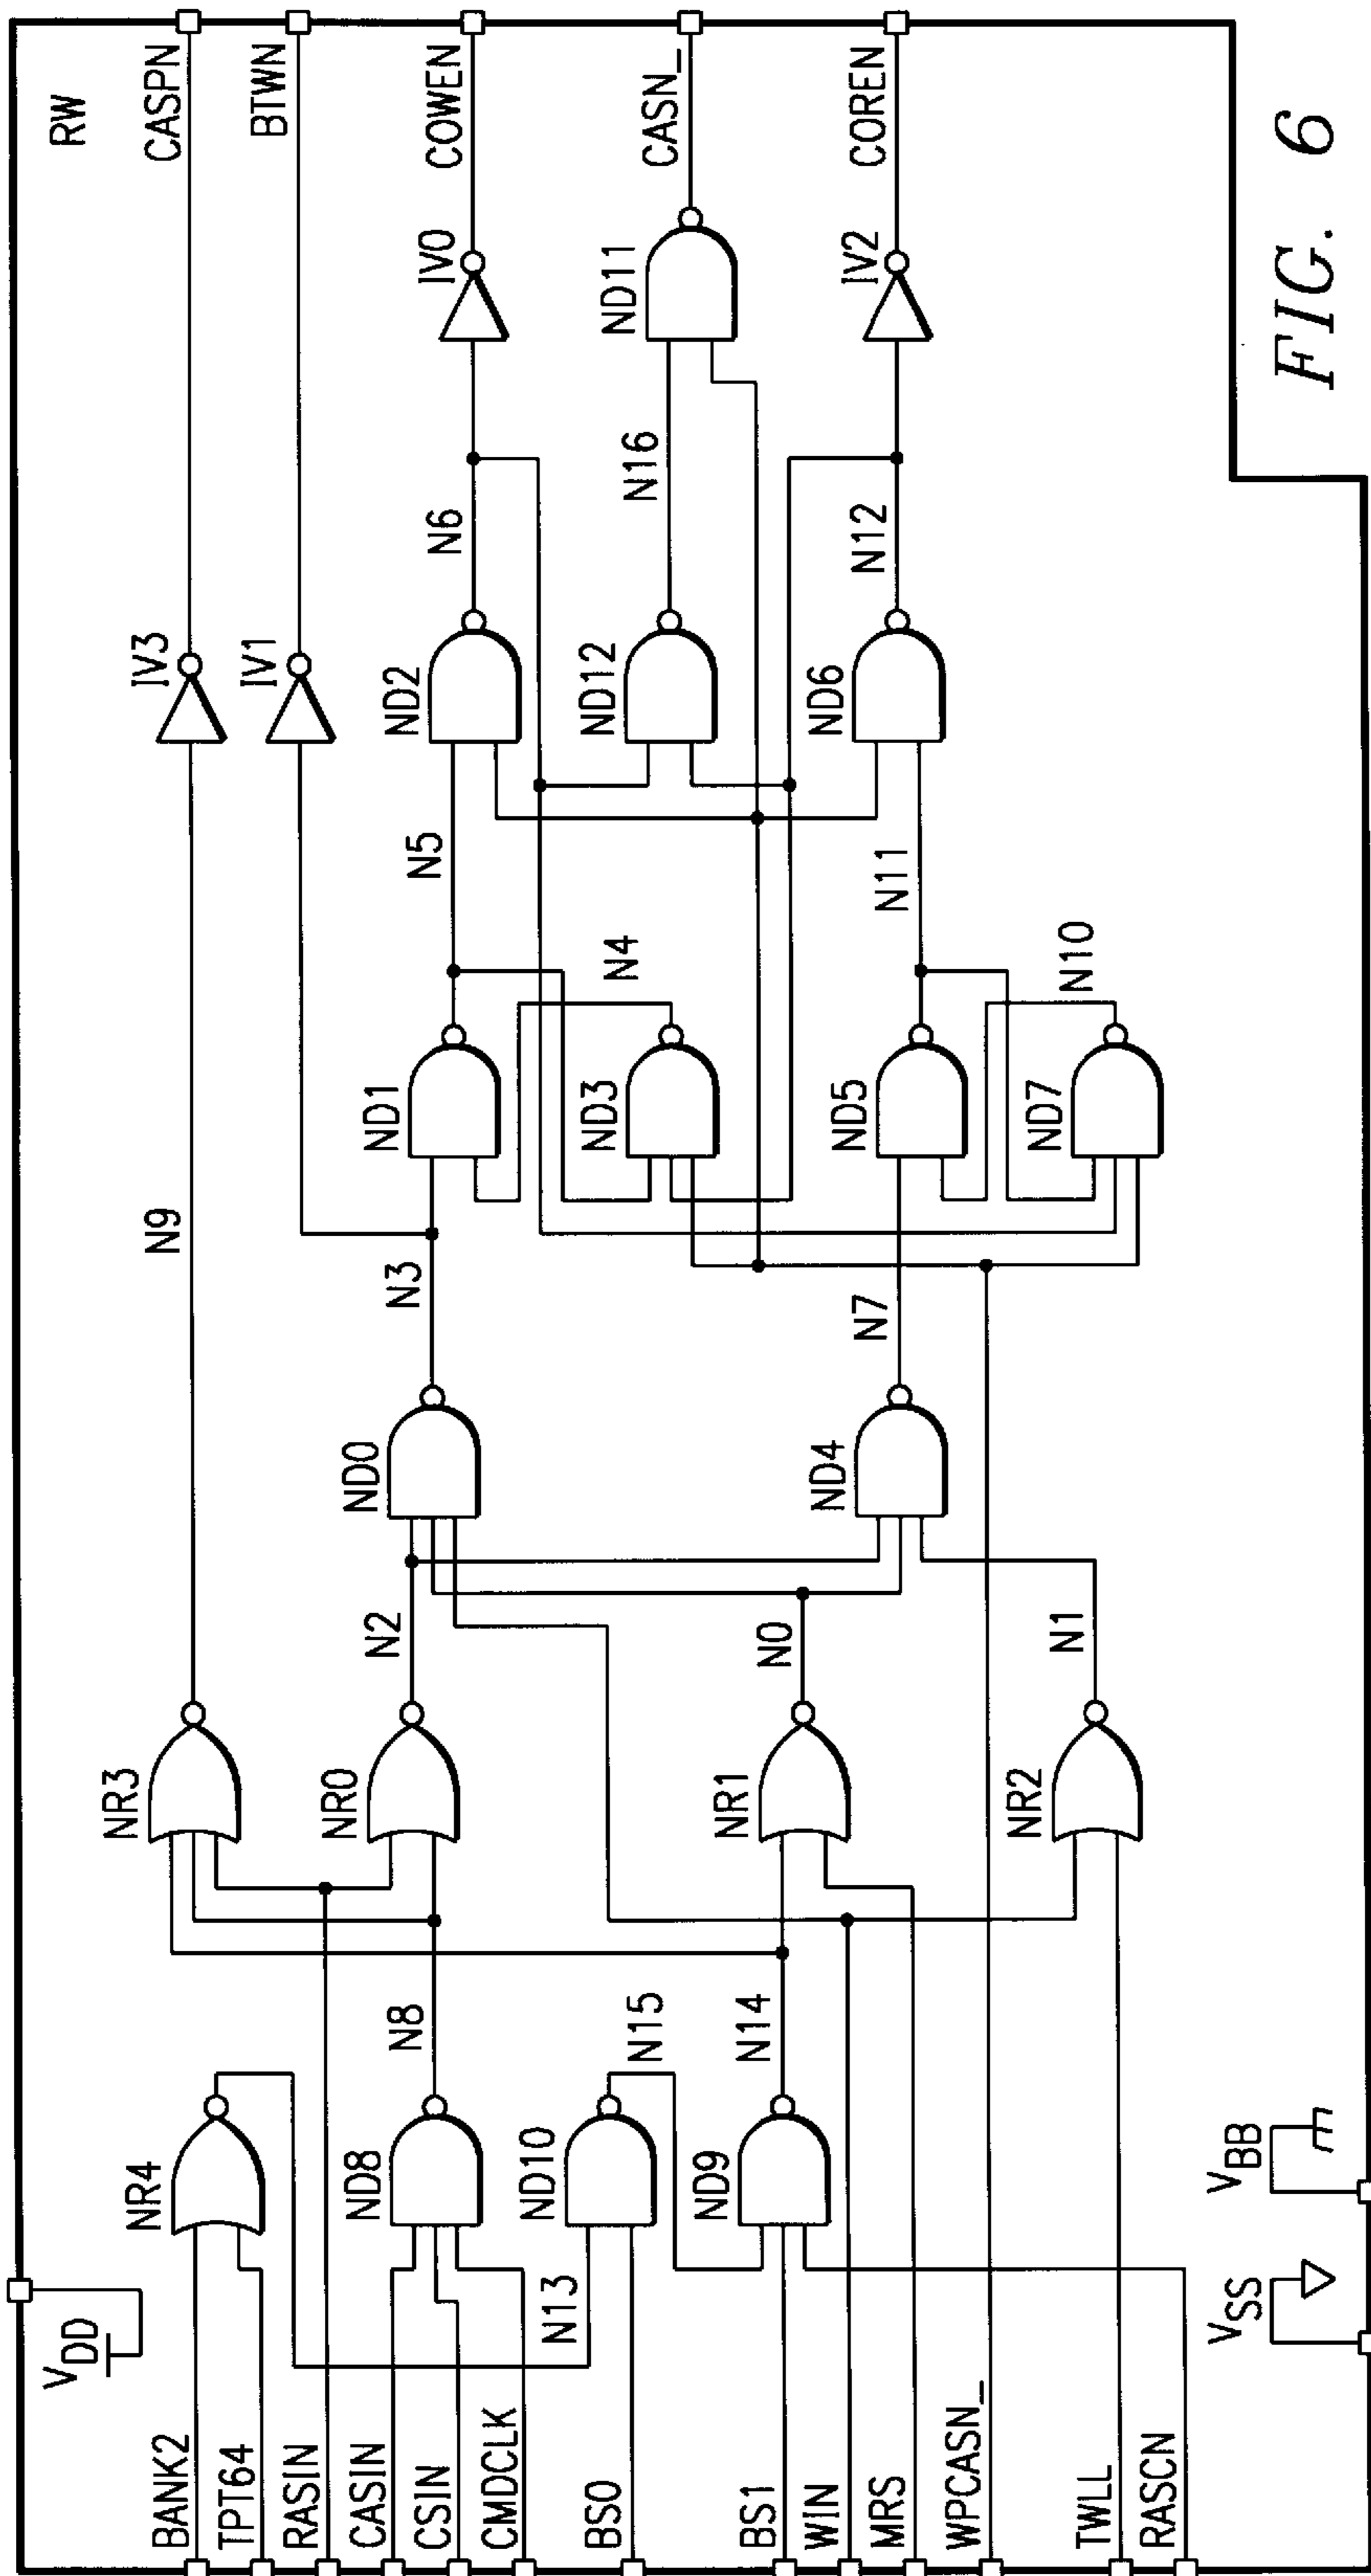 RW
VDD
BANK2
TPT64
RASIN
CASIN
CSIN
CMDCLK
BS0
BS1
WIN
MRS
WPCASN_
TWLL
RASCN
VSS
VBB
NR4
ND8
ND10
N13
ND9
N8
N15
N14
NR3
NR0
NR1
NR2
N2
N0
N1
ND0
ND4
N9
N3
N7
ND1
ND3
ND5
ND7
N4
N10
N5
N11
IV3
IV1
ND2
ND12
ND6
N6
N16
N12
IV0
ND11
IV2
CASPN
BTWN
COWEN
CASN_
COREN
FIG. 6